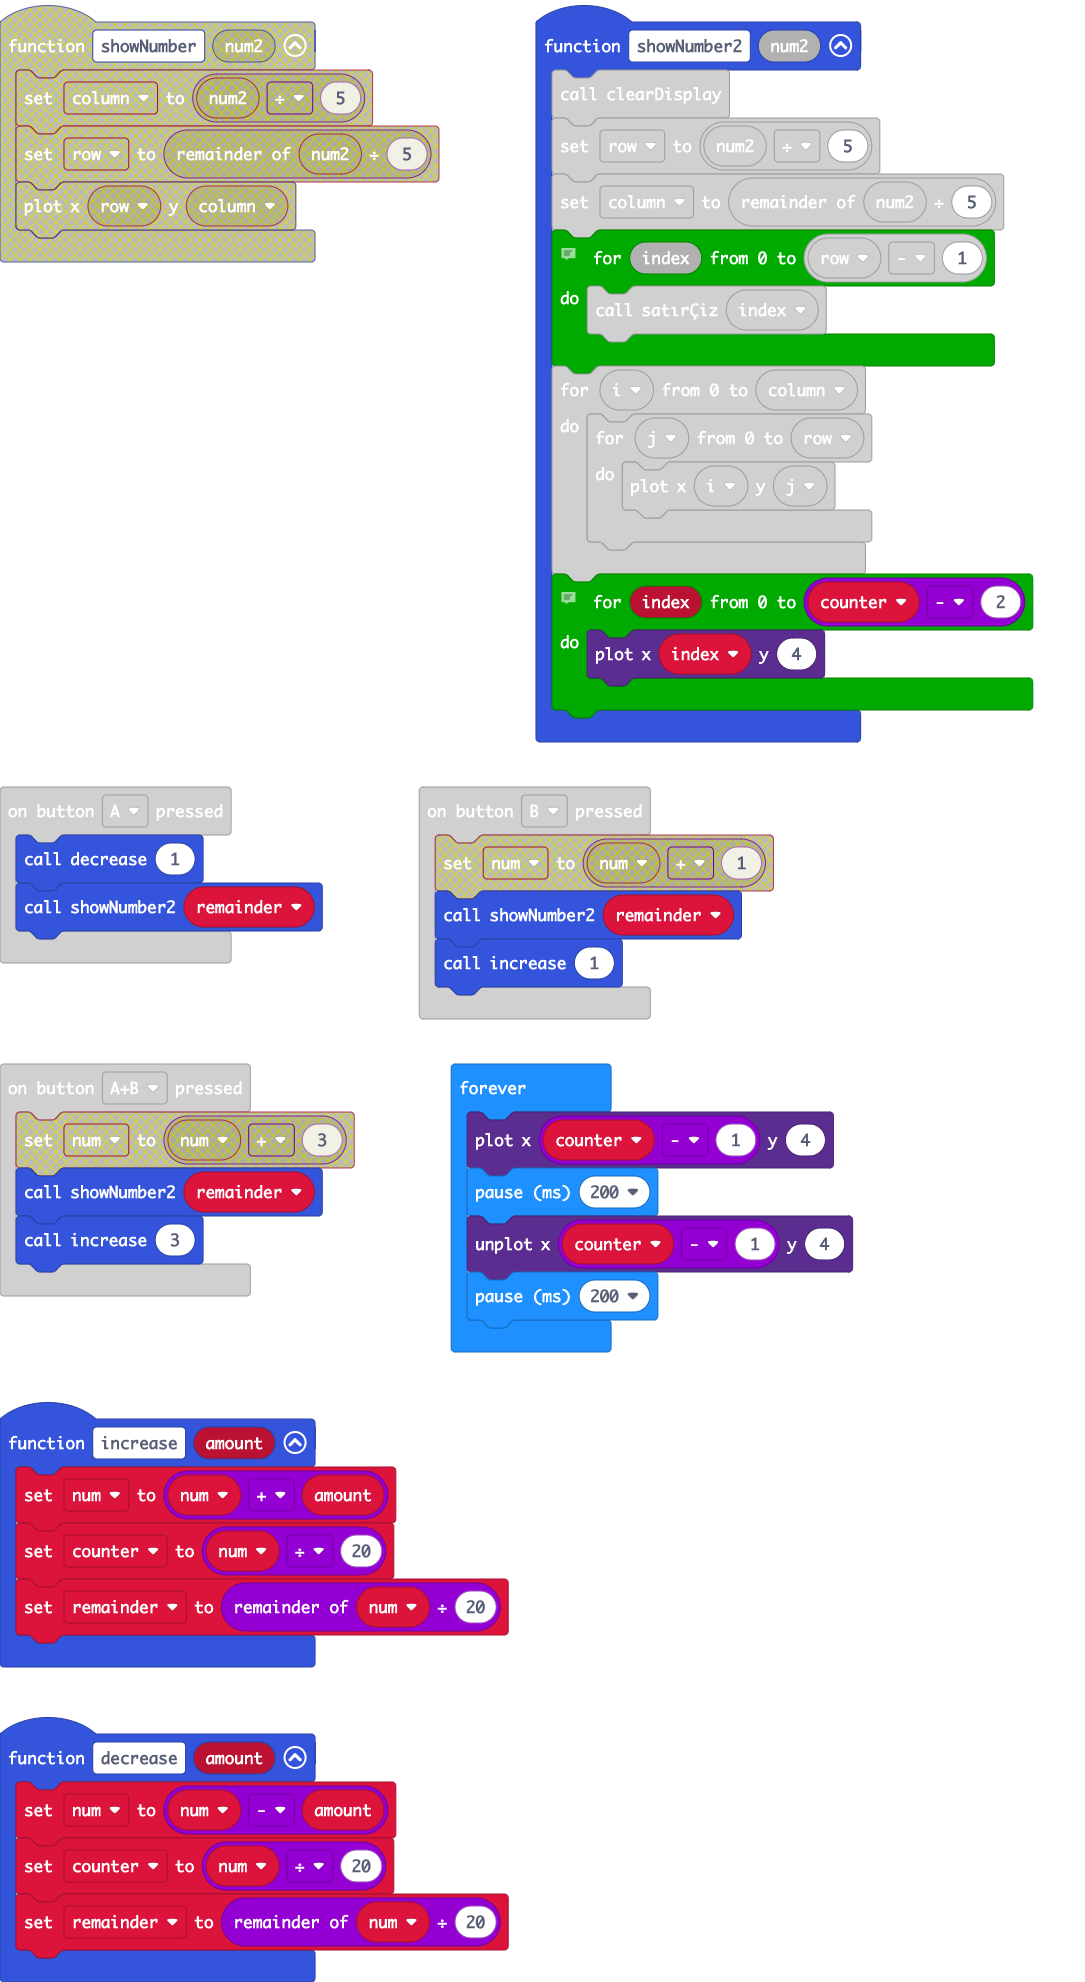 function showNumber num2
set column to num2 ÷ 5
set row to remainder of num2 ÷ 5
plot x row y column
function showNumber2 num2
call clearDisplay
set row to num2 ÷ 5
set column to remainder of num2 ÷ 5
for index from 0 to row - 1
do
call satırÇiz index
for i from 0 to column
do
for j from 0 to row
do
plot x i y j
for index from 0 to counter - 2
do
plot x index y 4
on button A pressed
call decrease 1
call showNumber2 remainder
on button B pressed
set num to num + 1
call showNumber2 remainder
call increase 1
on button A+B pressed
set num to num + 3
call showNumber2 remainder
call increase 3
forever
plot x counter - 1 y 4
pause (ms) 200
unplot x counter - 1 y 4
pause (ms) 200
function increase amount
set num to num + amount
set counter to num ÷ 20
set remainder to remainder of num ÷ 20
function decrease amount
set num to num - amount
set counter to num ÷ 20
set remainder to remainder of num ÷ 20